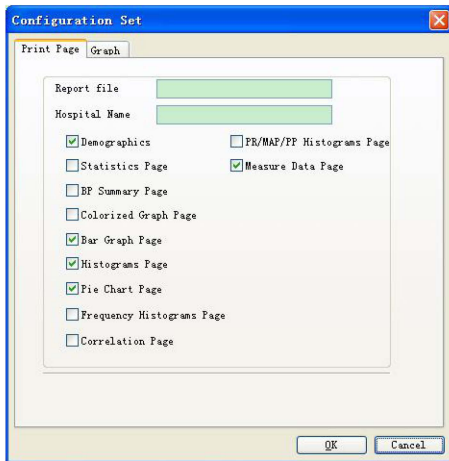 Configuration Set
Print Page Graph
Report file
Hospital Name
Demographics PR/MAP/PP Histograms Page
Statistics Page Measure Data Page
BP Summary Page
Colorized Graph Page
Bar Graph Page
Histograms Page
Pie Chart Page
Frequency Histograms Page
Correlation Page
OK Cancel